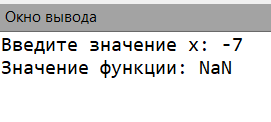 Окно вывода
Введите значение x: -7
Значение функции: NaN